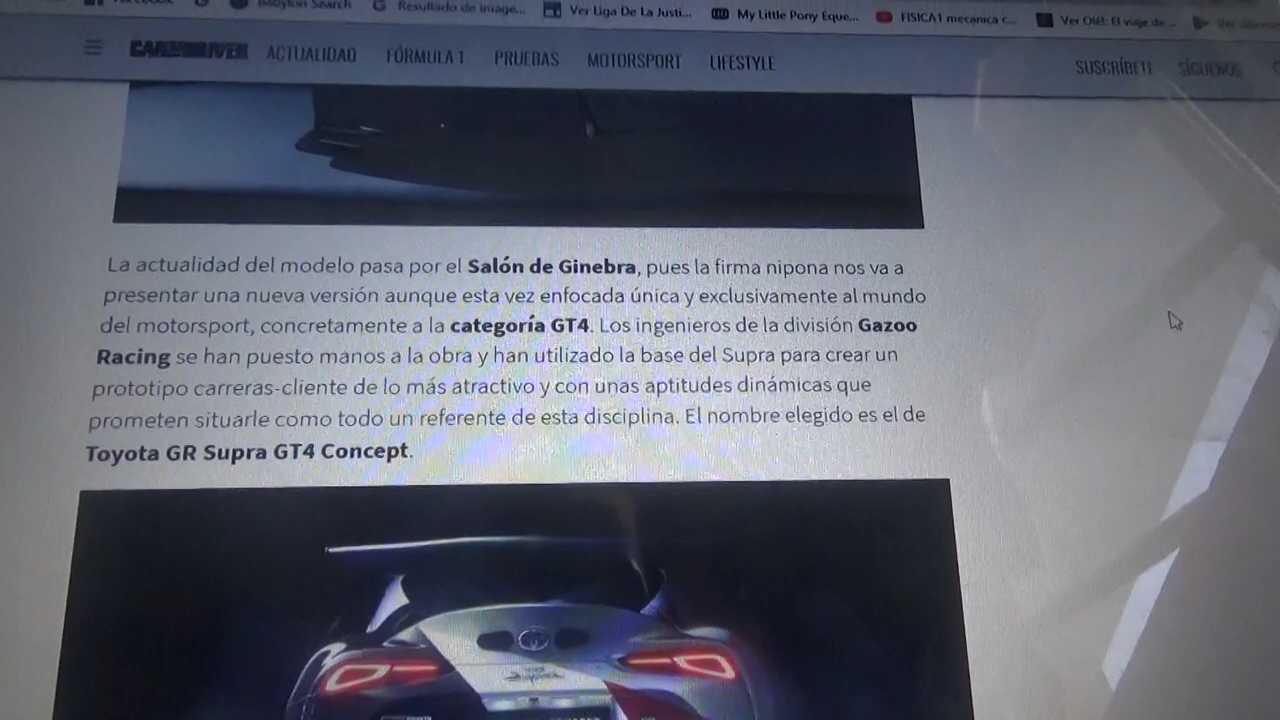 Babylon Search
Resultado de image...
Ver Liga De La Justi...
My Little Pony Eque...
FISICA1 mecanica c...
Ver Olé!: El viaje de ...
CAR AND DRIVER
ACTUALIDAD
FÓRMULA 1
PRUEBAS
MOTORSPORT
LIFESTYLE
SUSCRÍBETE
SÍGUENOS
La actualidad del modelo pasa por el Salón de Ginebra, pues la firma nipona nos va a
presentar una nueva versión aunque esta vez enfocada única y exclusivamente al mundo
del motorsport, concretamente a la categoría GT4. Los ingenieros de la división Gazoo
Racing se han puesto manos a la obra y han utilizado la base del Supra para crear un
prototipo carreras-cliente de lo más atractivo y con unas aptitudes dinámicas que
prometen situarle como todo un referente de esta disciplina. El nombre elegido es el de
Toyota GR Supra GT4 Concept.